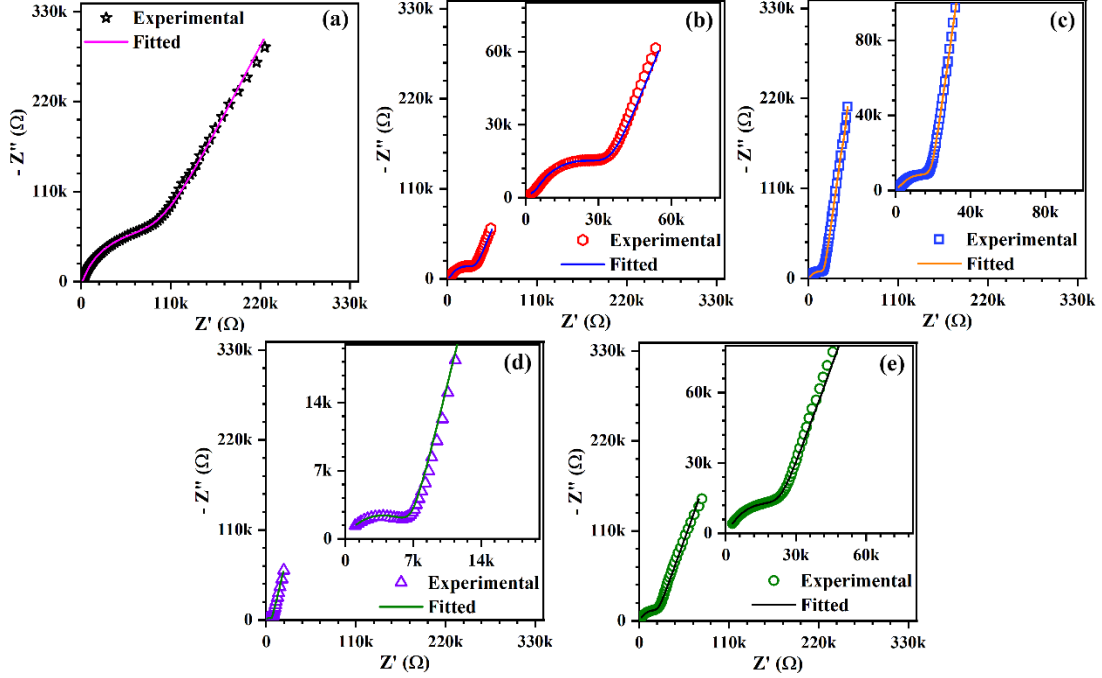 (a)
Experimental
Fitted
- Z" (Ω)
330k
220k
110k
0
0
110k
220k
330k
Z' (Ω)
(b)
Experimental
Fitted
- Z" (Ω)
330k
220k
110k
0
0
110k
220k
330k
Z' (Ω)
60k
30k
0
0
30k
60k
(c)
Experimental
Fitted
- Z" (Ω)
330k
220k
110k
0
0
110k
220k
330k
Z' (Ω)
80k
40k
0
0
40k
80k
(d)
Experimental
Fitted
- Z" (Ω)
330k
220k
110k
0
0
110k
220k
330k
Z' (Ω)
14k
7k
0k
0k
7k
14k
(e)
Experimental
Fitted
- Z" (Ω)
330k
220k
110k
0
0
110k
220k
330k
Z' (Ω)
60k
30k
0
0
30k
60k